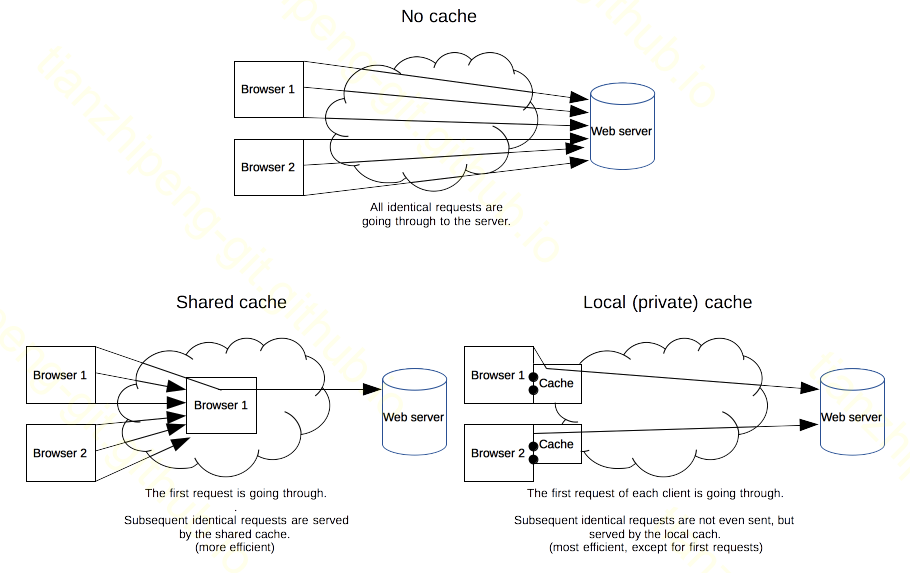 No cache
Browser 1
Browser 2
Web server
All identical requests are
going through to the server.
Shared cache
Browser 1
Browser 2
Browser 1
Web server
The first request is going through.
.
Subsequent identical requests are served
by the shared cache.
(more efficient)
Local (private) cache
Browser 1
Cache
Browser 2
Cache
Web server
The first request of each client is going through.
Subsequent identical requests are not even sent, but
served by the local cach.
(most efficient, except for first requests)
tianzhipeng-git.github.io